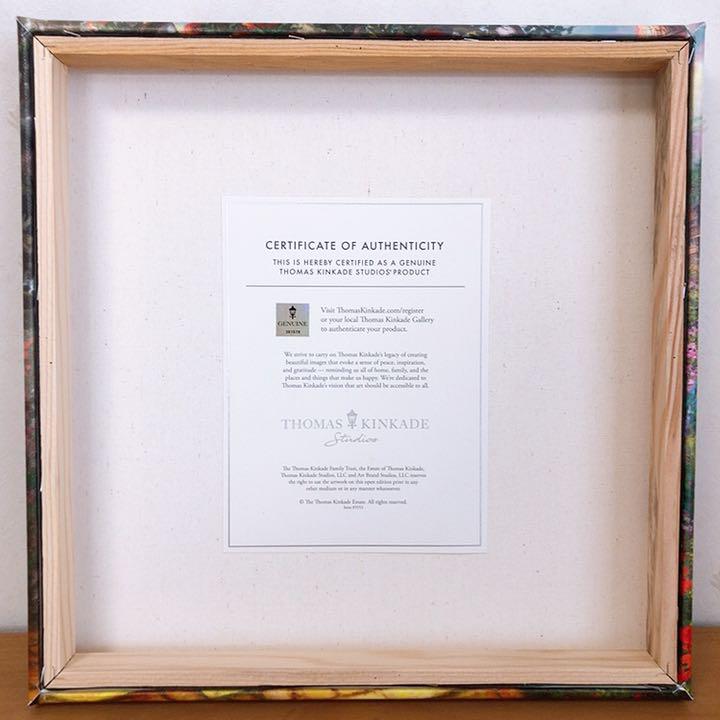 CERTIFICATE OF AUTHENTICITY
THIS IS HEREBY CERTIFIED AS A GENUINE
THOMAS KINKADE STUDIOS® PRODUCT
GENUINE
Visit ThomasKinkade.com/register
or your local Thomas Kinkade Gallery
to authenticate your product.
We strive to carry on Thomas Kinkade's legacy of creating
beautiful images that evoke a sense of peace, inspiration,
and gratitude — reminding us all of home, family, and the
places and things that make us happy. We're dedicated to
Thomas Kinkade's vision that art should be accessible to all.
THOMAS KINKADE
Studios
The Thomas Kinkade Family Trust, the Estate of Thomas Kinkade,
Thomas Kinkade Studios, LLC and Art Brand Studios, LLC reserves
the right to use the artwork on this open edition print in any
other medium or in any manner whatsoever.
© The Thomas Kinkade Estate. All rights reserved.